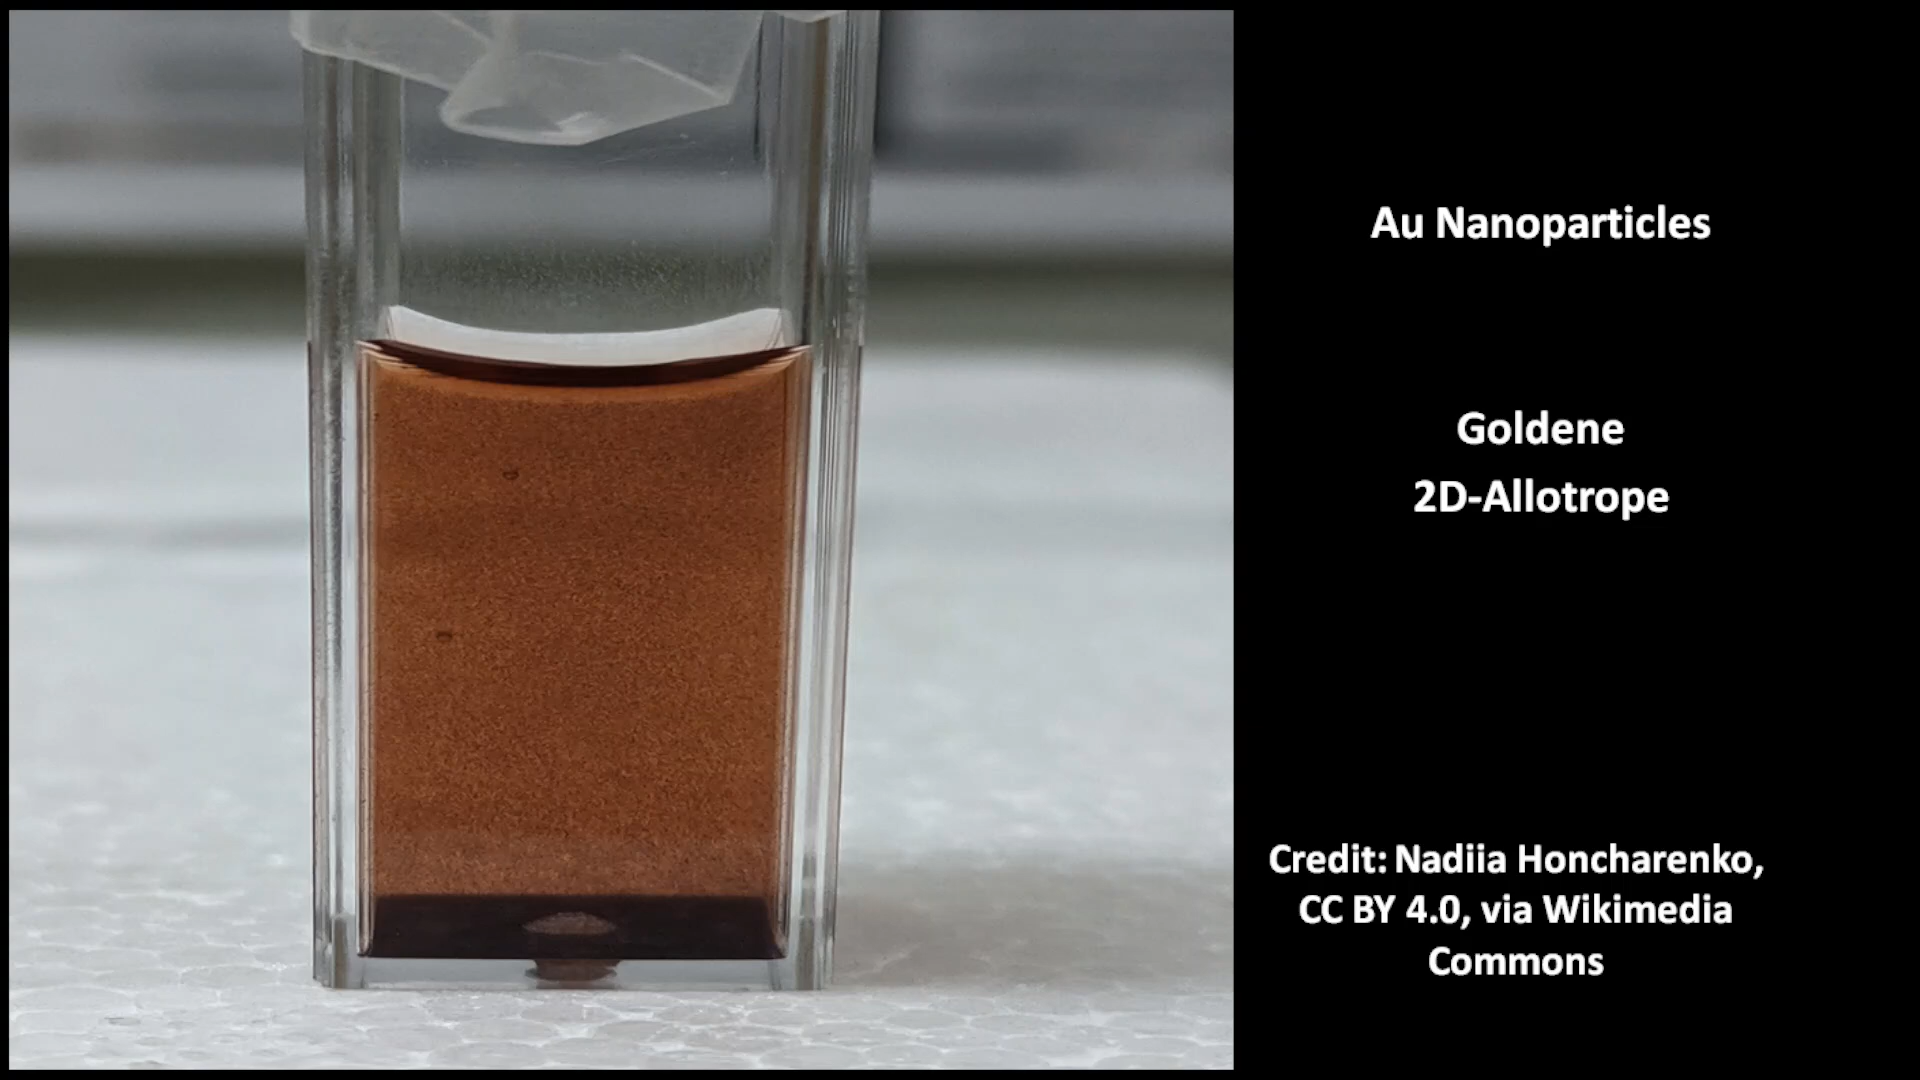 Au Nanoparticles
Goldene
2D-Allotrope
Credit: Nadiia Honcharenko,
CC BY 4.0, via Wikimedia
Commons